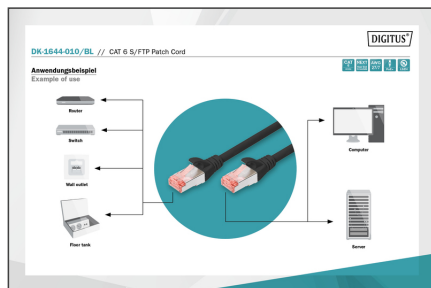 DIGITUS®
DK-1644-010/BL // CAT 6 S/FTP Patch Cord
Anwendungsbeispiel
Example of use
Router
Switch
Wall outlet
Floor tank
Computer
Server